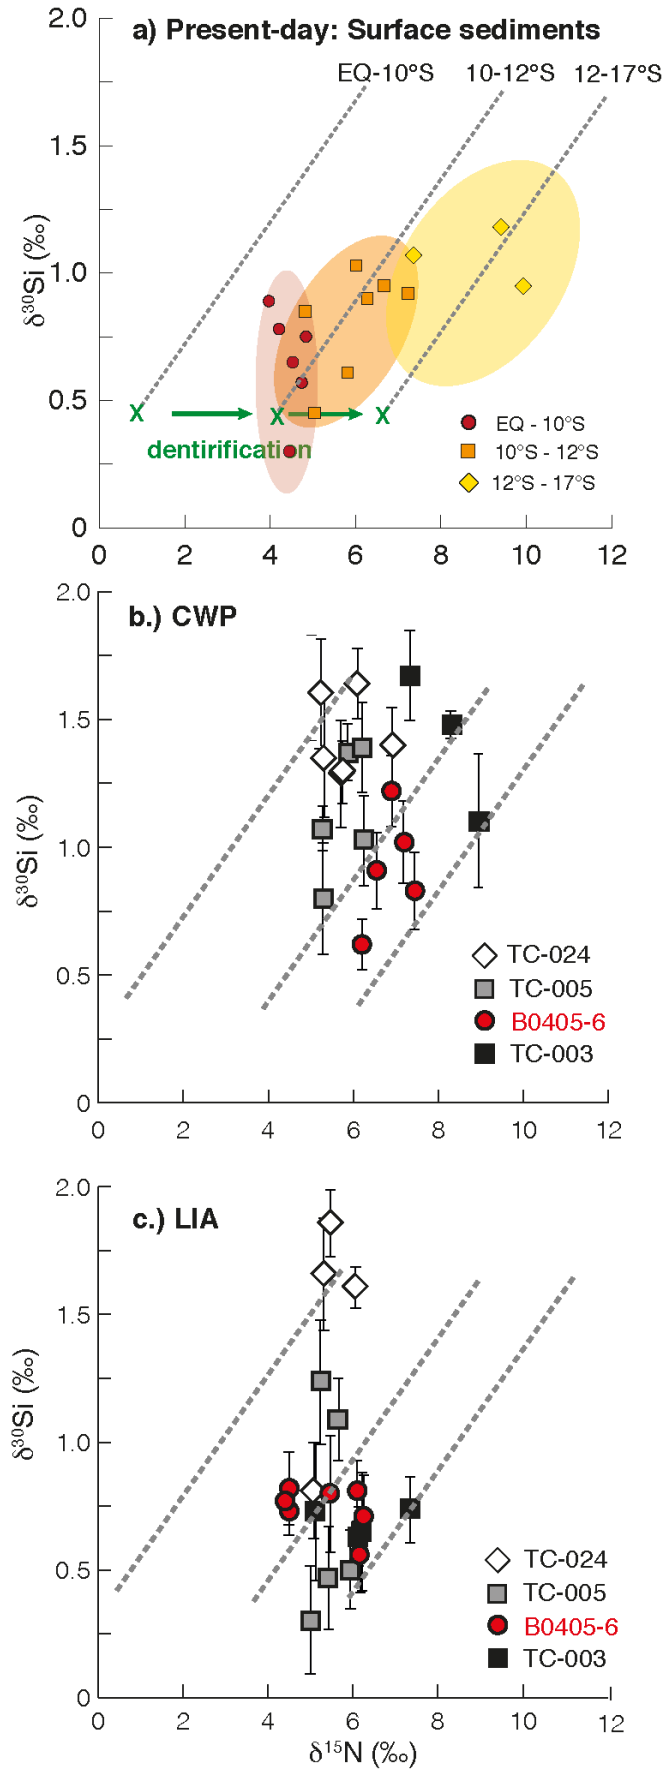 a) Present-day: Surface sediments
2.0
EQ-10°S 10-12°S 12-17°S
1.5
δ³⁰Si (‰)
1.0
0.5
X X X
dentirification
EQ - 10°S
10°S - 12°S
12°S - 17°S
0
0 2 4 6 8 10 12
2.0
b.) CWP
1.5
δ³⁰Si (‰)
1.0
0.5
TC-024
TC-005
B0405-6
TC-003
0
0 2 4 6 8 10 12
2.0
c.) LIA
1.5
δ³⁰Si (‰)
1.0
0.5
TC-024
TC-005
B0405-6
TC-003
0
0 2 4 6 8 10 12
δ¹⁵N (‰)